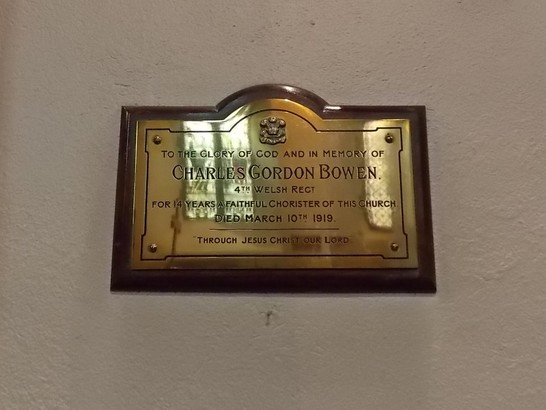 TO THE GLORY OF GOD AND IN MEMORY OF
CHARLES GORDON BOWEN.
4TH WELSH REGT
FOR 14 YEARS A FAITHFUL CHORISTER OF THIS CHURCH
DIED MARCH 10TH 1919.
"THROUGH JESUS CHRIST OUR LORD"